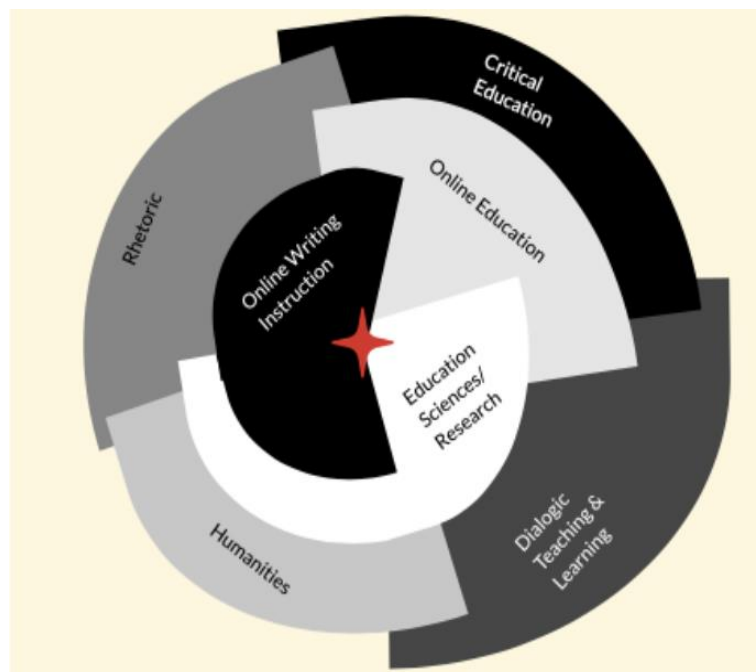 Critical
Education
Online Education
Rhetoric
Online Writing
Instruction
Education
Sciences/
Research
Humanities
Dialogic
Teaching &
Learning